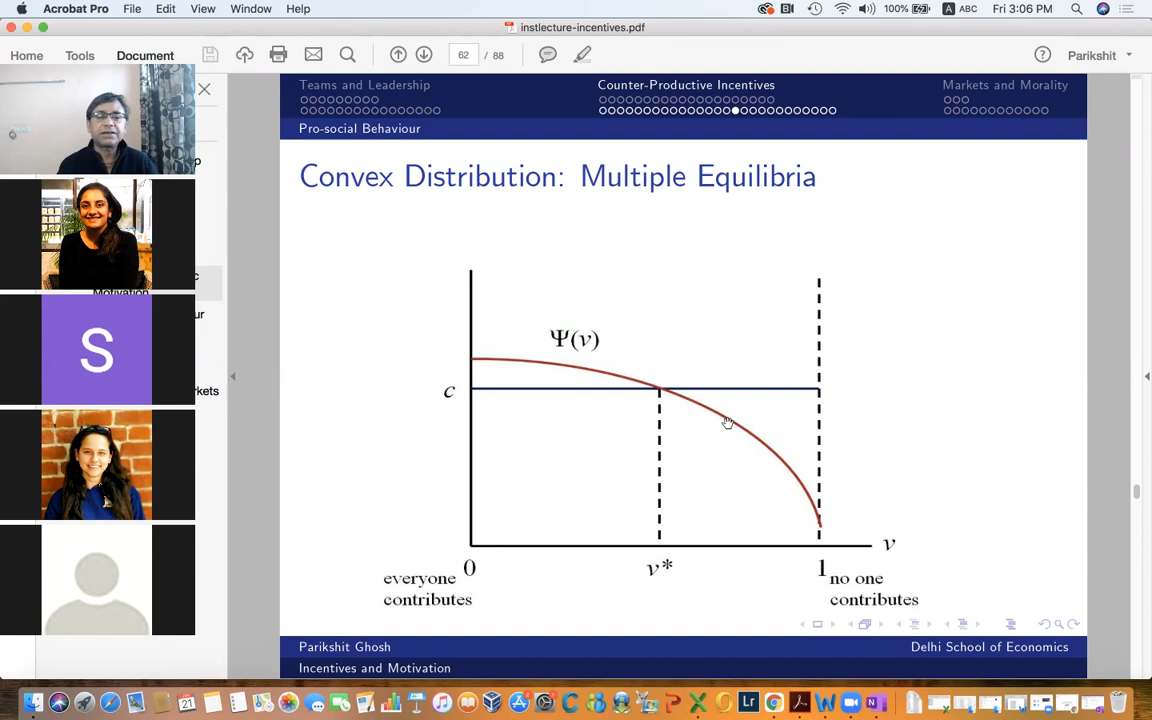 Acrobat Pro File Edit View Window Help
100% ABC Fri 3:06 PM
A
instlecture-incentives.pdf
Home Tools Document
62 / 88
Parikshit
Teams and Leadership
Counter-Productive Incentives
Markets and Morality
Pro-social Behaviour
Convex Distribution: Multiple Equilibria
Ψ(v)
c
S
v
0
v*
1
everyone
contributes
no one
contributes
Parikshit Ghosh
Delhi School of Economics
Incentives and Motivation